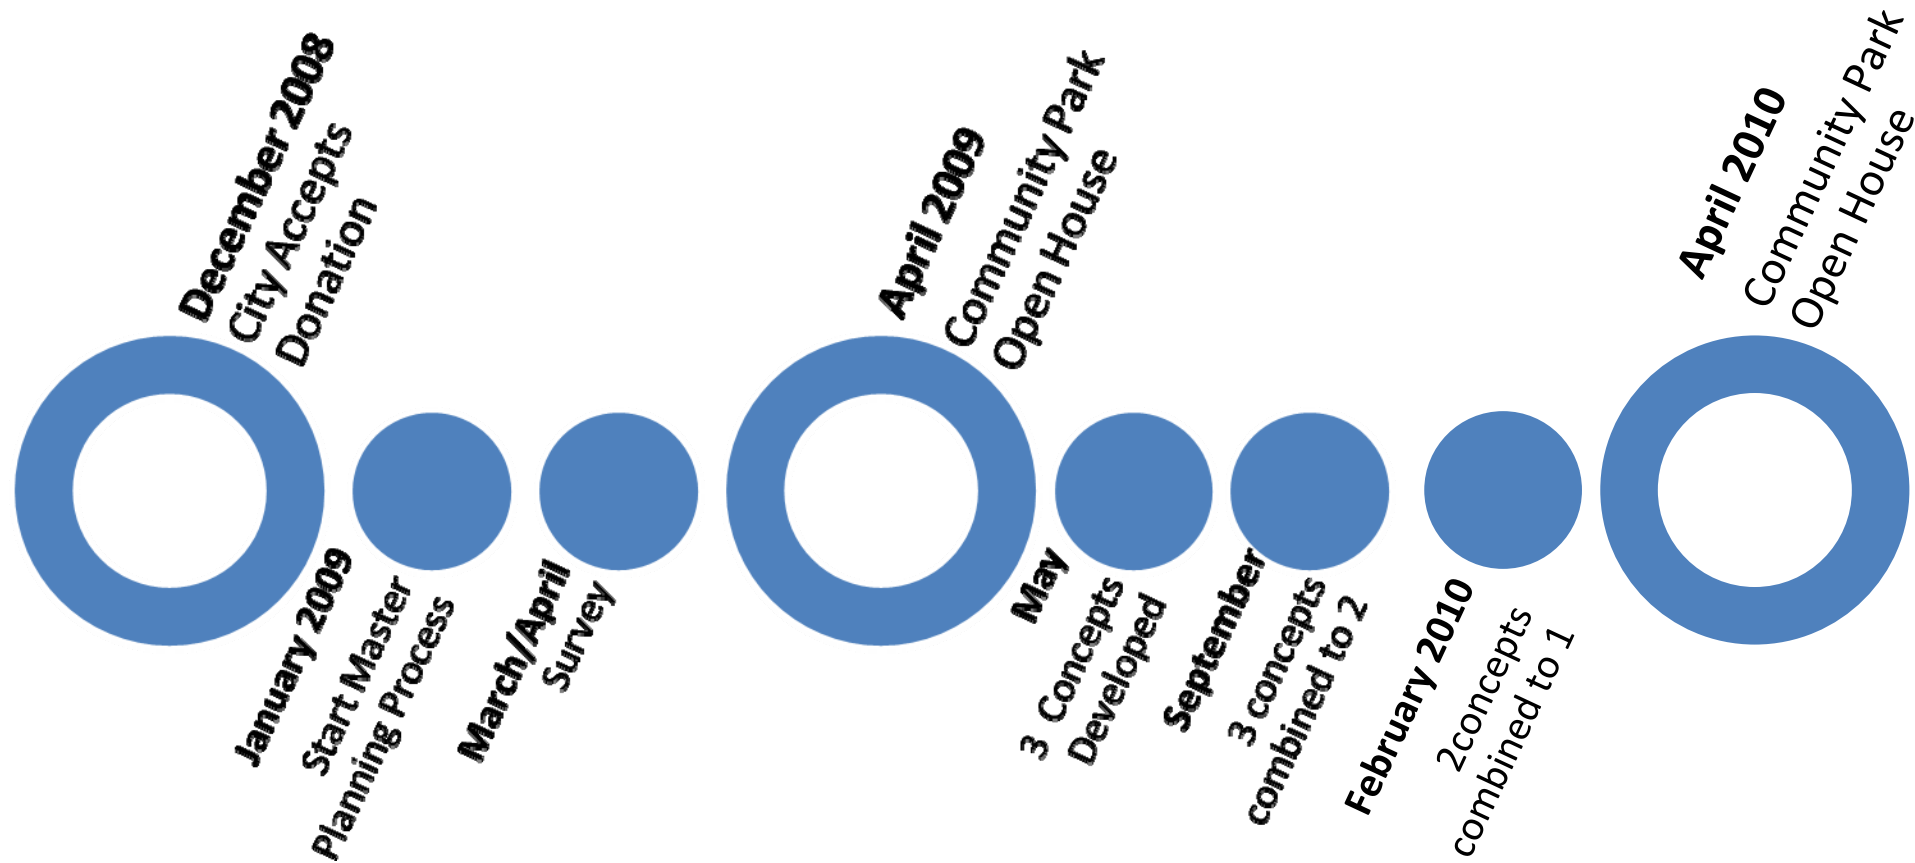 December 2008
City Accepts
Donation
January 2009
Start Master
Planning Process
March/April
Survey
April 2009
Community Park
Open House
May
3 Concepts
Developed
September
3 concepts
combined to 2
February 2010
2concepts
combined to 1
April 2010
Community Park
Open House